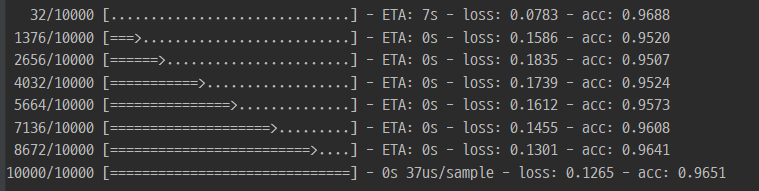 32/10000 [..............................] - ETA: 7s - loss: 0.0783 - acc: 0.9688
1376/10000 [===>..........................] - ETA: 0s - loss: 0.1586 - acc: 0.9520
2656/10000 [======>.......................] - ETA: 0s - loss: 0.1835 - acc: 0.9507
4032/10000 [===========>..................] - ETA: 0s - loss: 0.1739 - acc: 0.9524
5664/10000 [===============>..............] - ETA: 0s - loss: 0.1612 - acc: 0.9573
7136/10000 [====================>.........] - ETA: 0s - loss: 0.1455 - acc: 0.9608
8672/10000 [=========================>....] - ETA: 0s - loss: 0.1301 - acc: 0.9641
10000/10000 [==============================] - 0s 37us/sample - loss: 0.1265 - acc: 0.9651